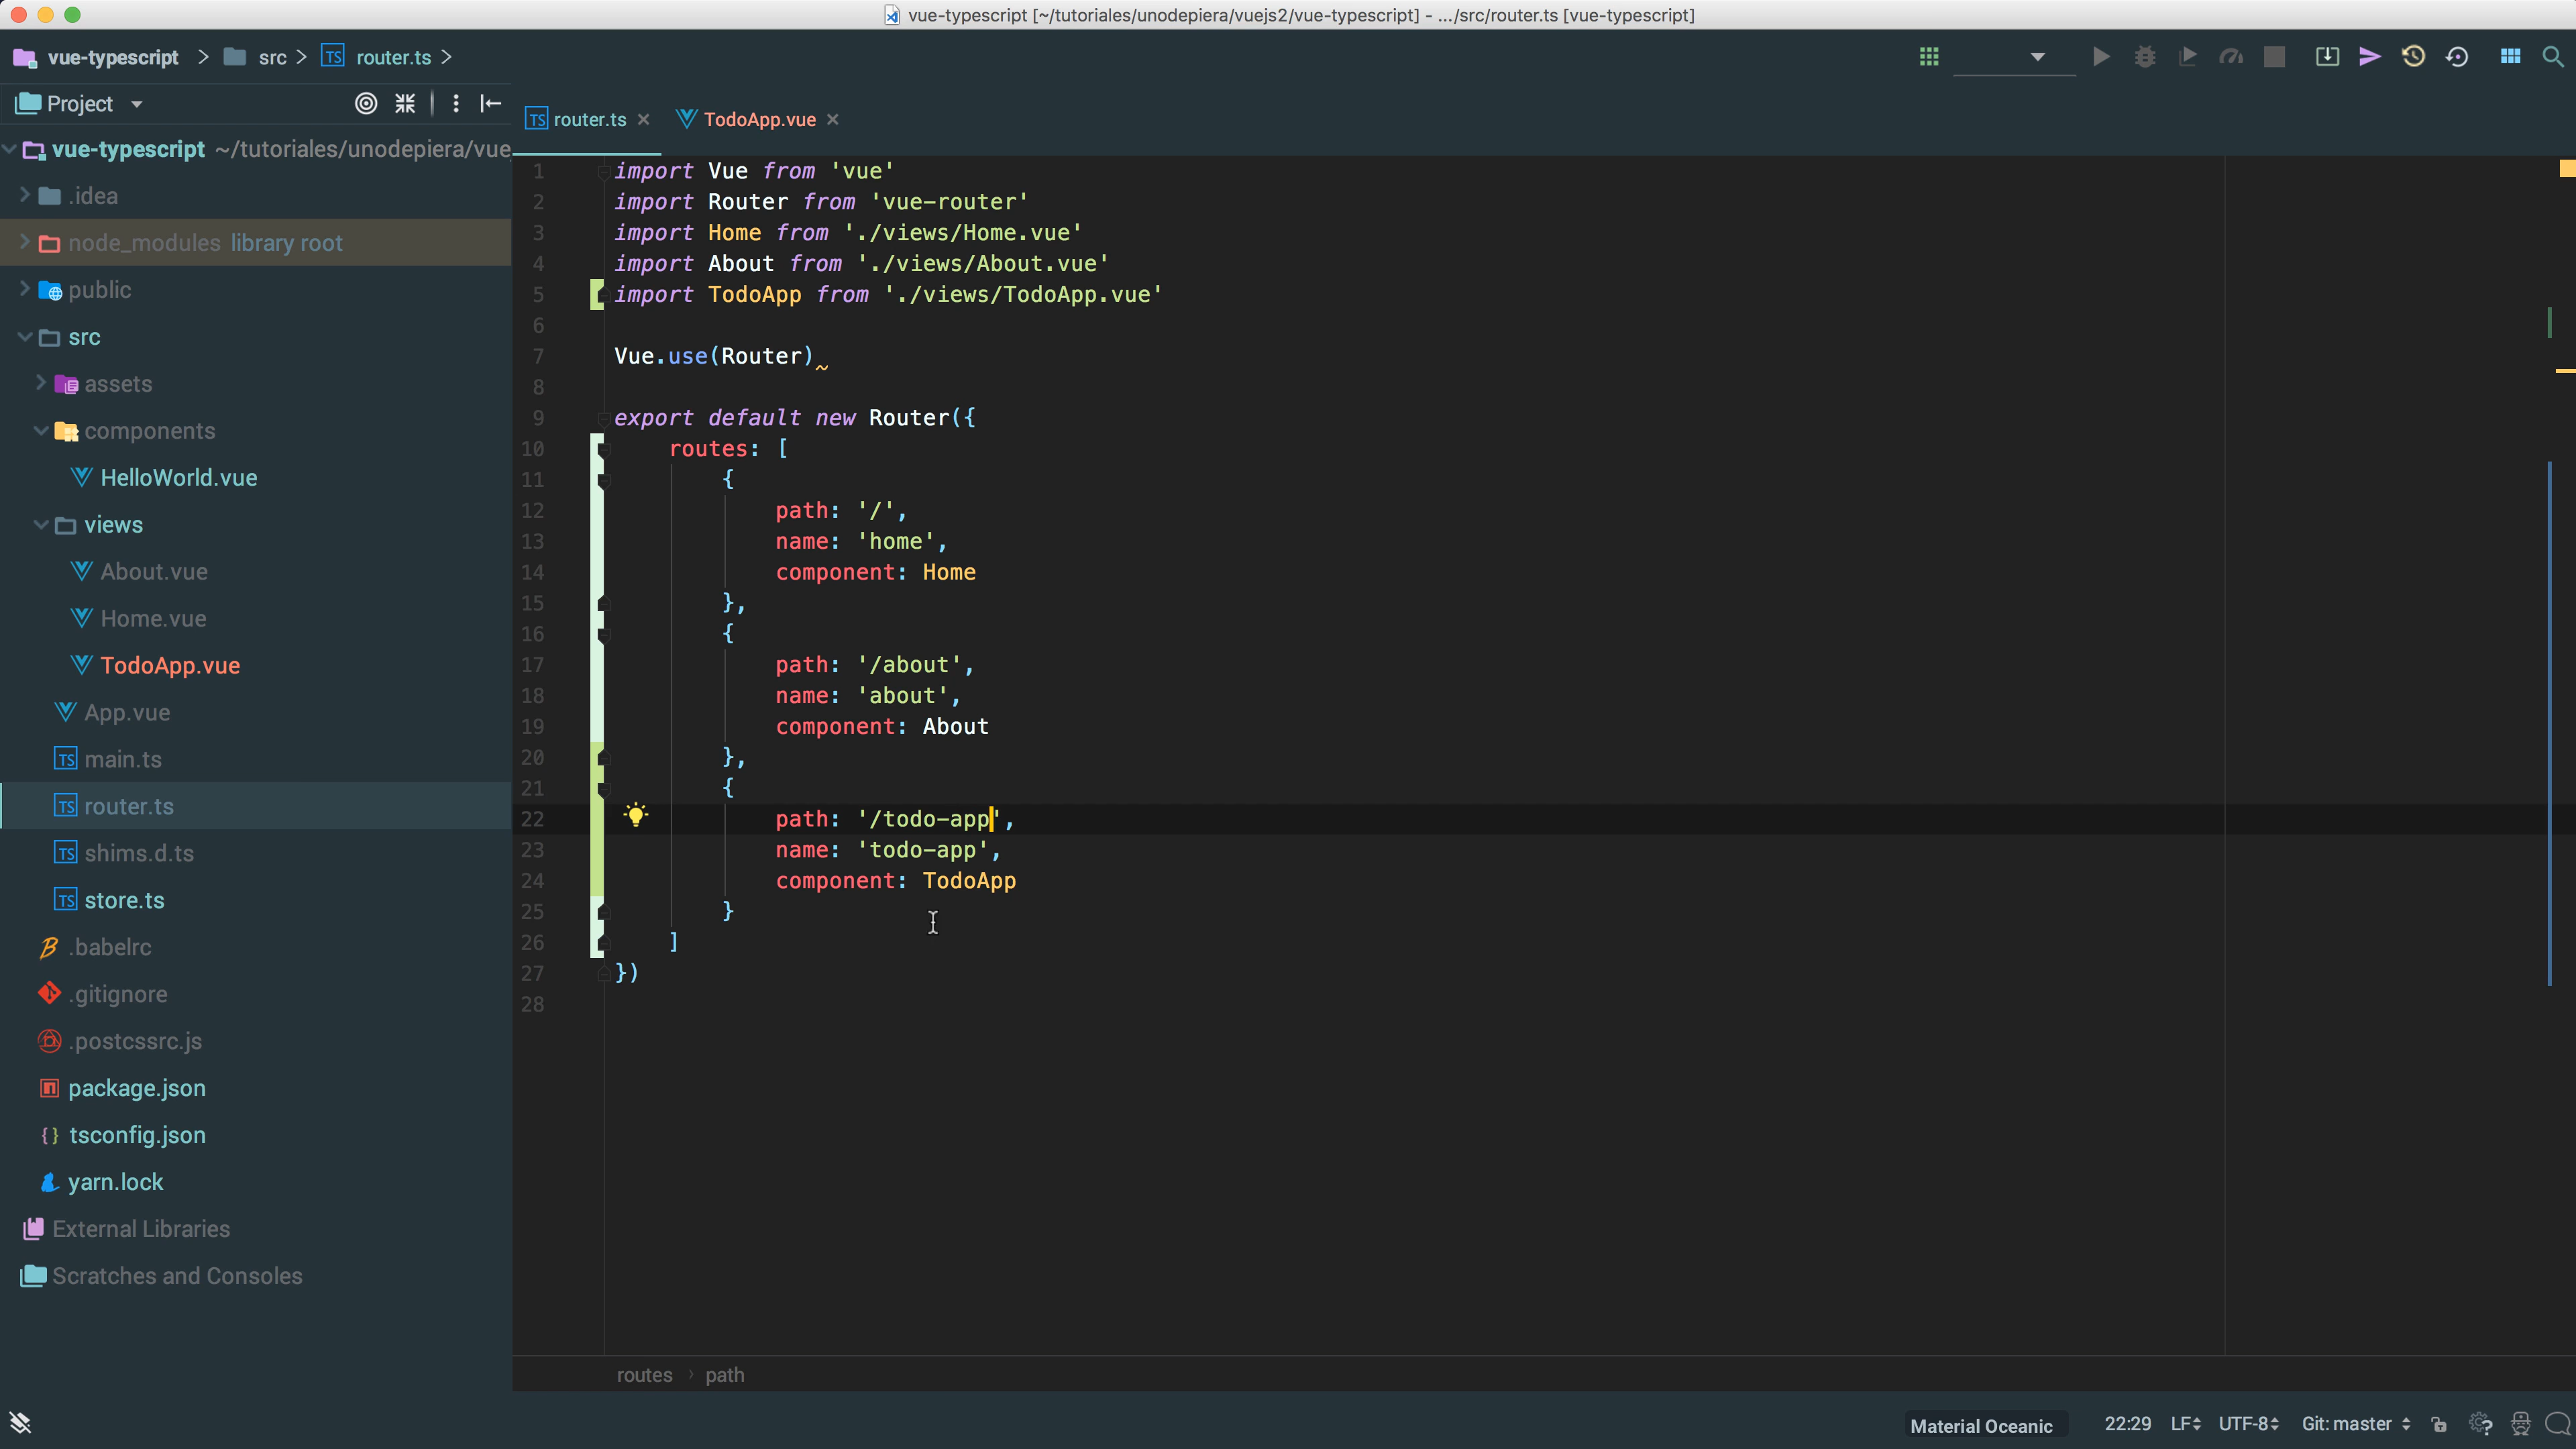 vue-typescript [~/tutoriales/unodepiera/vuejs2/vue-typescript] - .../src/router.ts [vue-typescript]
vue-typescript > src > TS router.ts >
Project
vue-typescript ~/tutoriales/unodepiera/vue
.idea
node_modules library root
public
src
assets
components
HelloWorld.vue
views
About.vue
Home.vue
TodoApp.vue
App.vue
TS main.ts
TS router.ts
TS shims.d.ts
TS store.ts
.babelrc
.gitignore
.postcssrc.js
package.json
{} tsconfig.json
yarn.lock
External Libraries
Scratches and Consoles
TS router.ts × TodoApp.vue ×
1 import Vue from 'vue'
2 import Router from 'vue-router'
3 import Home from './views/Home.vue'
4 import About from './views/About.vue'
5 import TodoApp from './views/TodoApp.vue'
6
7 Vue.use(Router)
8
9 export default new Router({
10 routes: [
11 {
12 path: '/',
13 name: 'home',
14 component: Home
15 },
16 {
17 path: '/about',
18 name: 'about',
19 component: About
20 },
21 {
22 path: '/todo-app',
23 name: 'todo-app',
24 component: TodoApp
25 }
26 ]
27 })
28
routes › path
Material Oceanic 22:29 LF UTF-8 Git: master